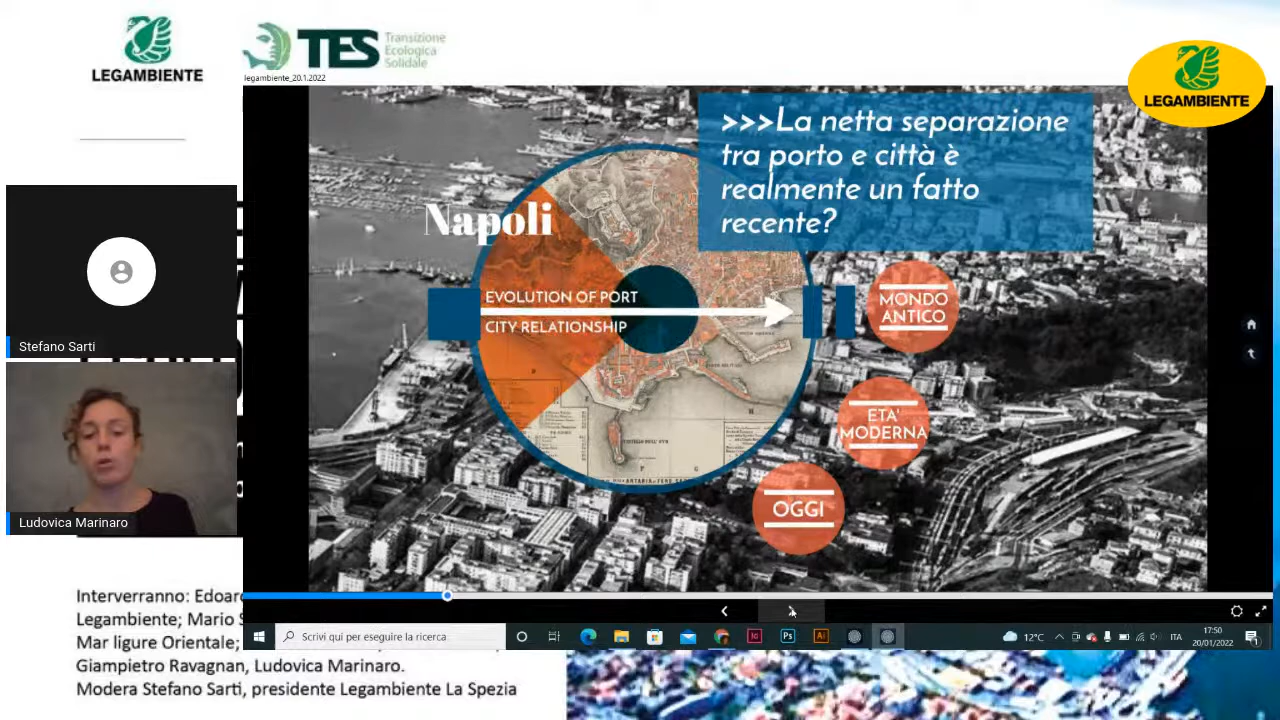 LEGAMBIENTE
TES Transizione
Ecologica
Solidale
legambiente_20.1.2022
LEGAMBIENTE
>>>La netta separazione
tra porto e città è
realmente un fatto
recente?
Napoli
EVOLUTION OF PORT
CITY RELATIONSHIP
MONDO
ANTICO
ETA'
MODERNA
OGGI
Stefano Sarti
Ludovica Marinaro
Interverranno: Edoar
Legambiente; Mario S
Mar ligure Orientale;
Giampietro Ravagnan, Ludovica Marinaro.
Modera Stefano Sarti, presidente Legambiente La Spezia
Scrivi qui per eseguire la ricerca
Id
Ps
Ai
12°C
ITA
17:50
20/01/2022